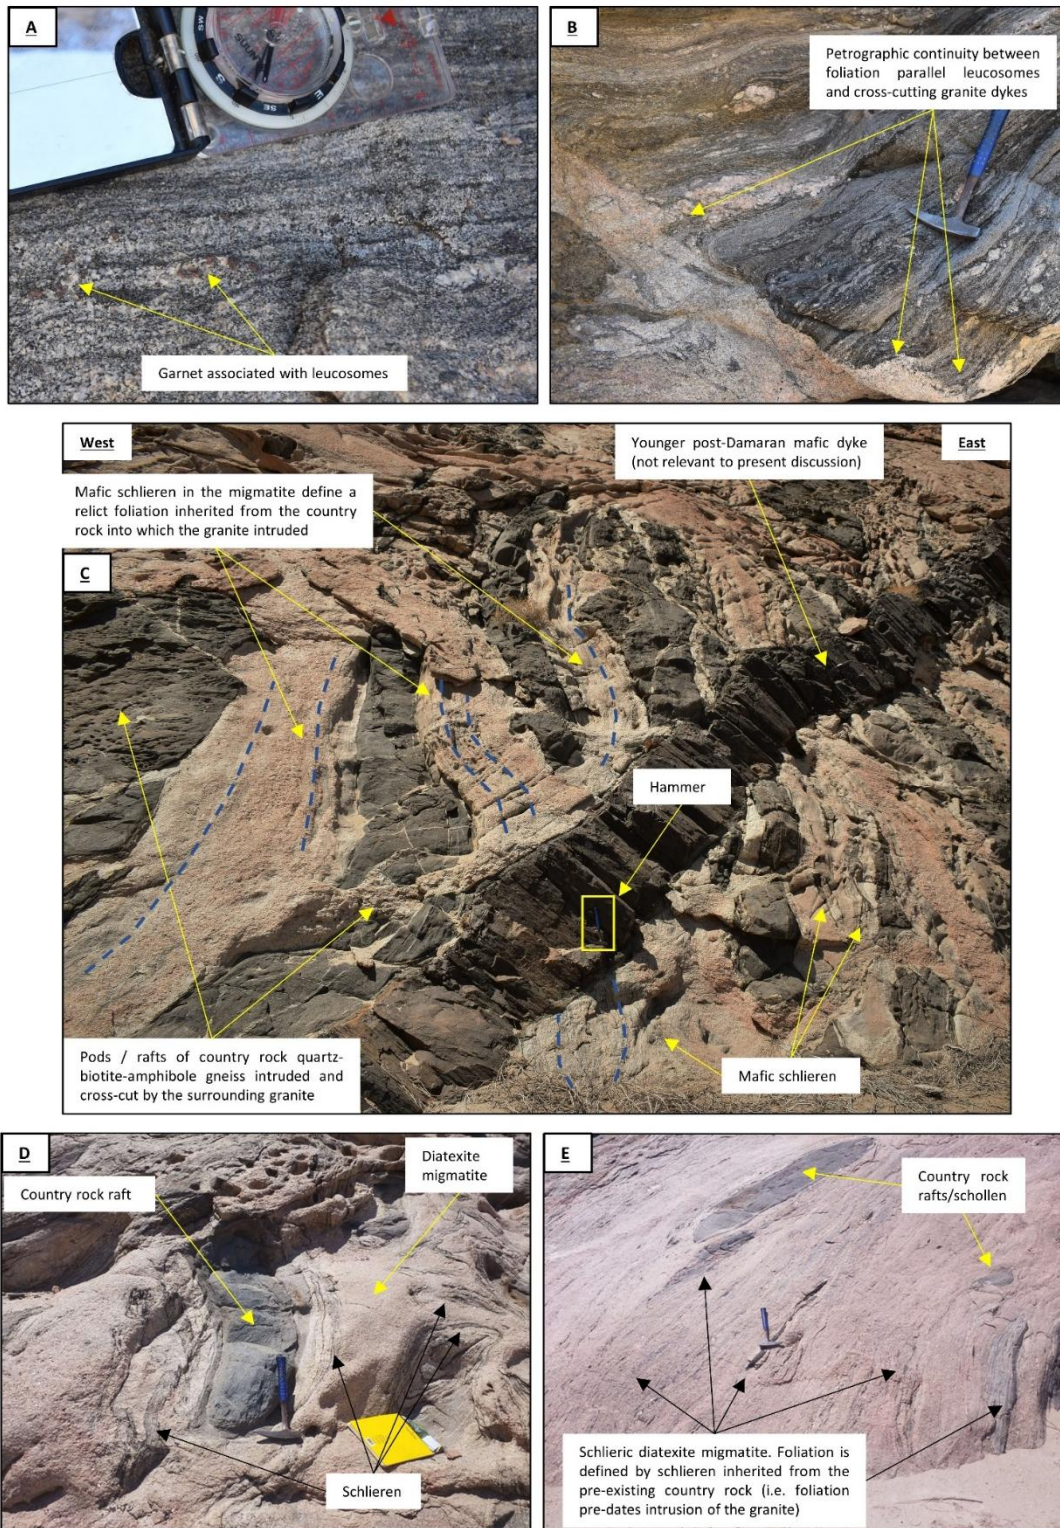 A
SW
S
SE
E
SUUNTO
Garnet associated with leucosomes
B
Petrographic continuity between
foliation parallel leucosomes
and cross-cutting granite dykes
West
Younger post-Damaran mafic dyke
(not relevant to present discussion)
East
Mafic schlieren in the migmatite define a
relict foliation inherited from the country
rock into which the granite intruded
C
Hammer
Pods / rafts of country rock quartz-
biotite-amphibole gneiss intruded and
cross-cut by the surrounding granite
Mafic schlieren
D
Diatexite
migmatite
Country rock raft
Schlieren
E
Country rock
rafts/schollen
Schlieric diatexite migmatite. Foliation is
defined by schlieren inherited from the
pre-existing country rock (i.e. foliation
pre-dates intrusion of the granite)